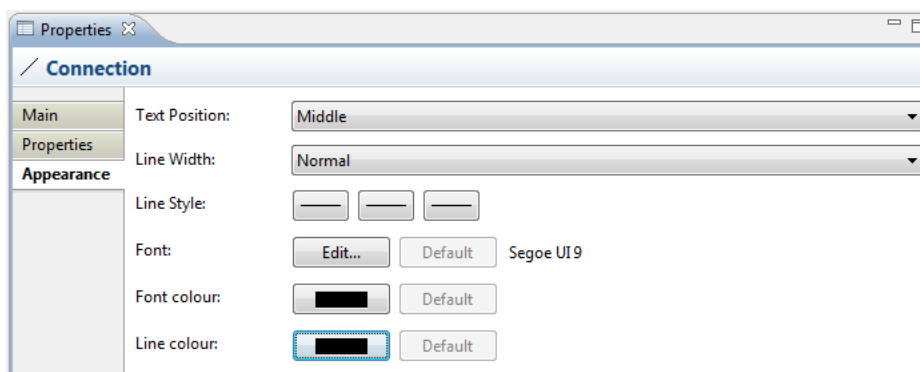 Properties
Connection
Main
Properties
Appearance
Text Position: Middle
Line Width: Normal
Line Style:
Font: Edit... Default Segoe UI 9
Font colour: Default
Line colour: Default